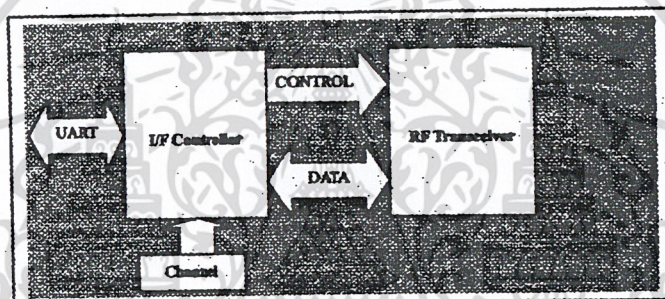 CONTROL
UART
I/F Controller
RF Transceiver
DATA
Channel